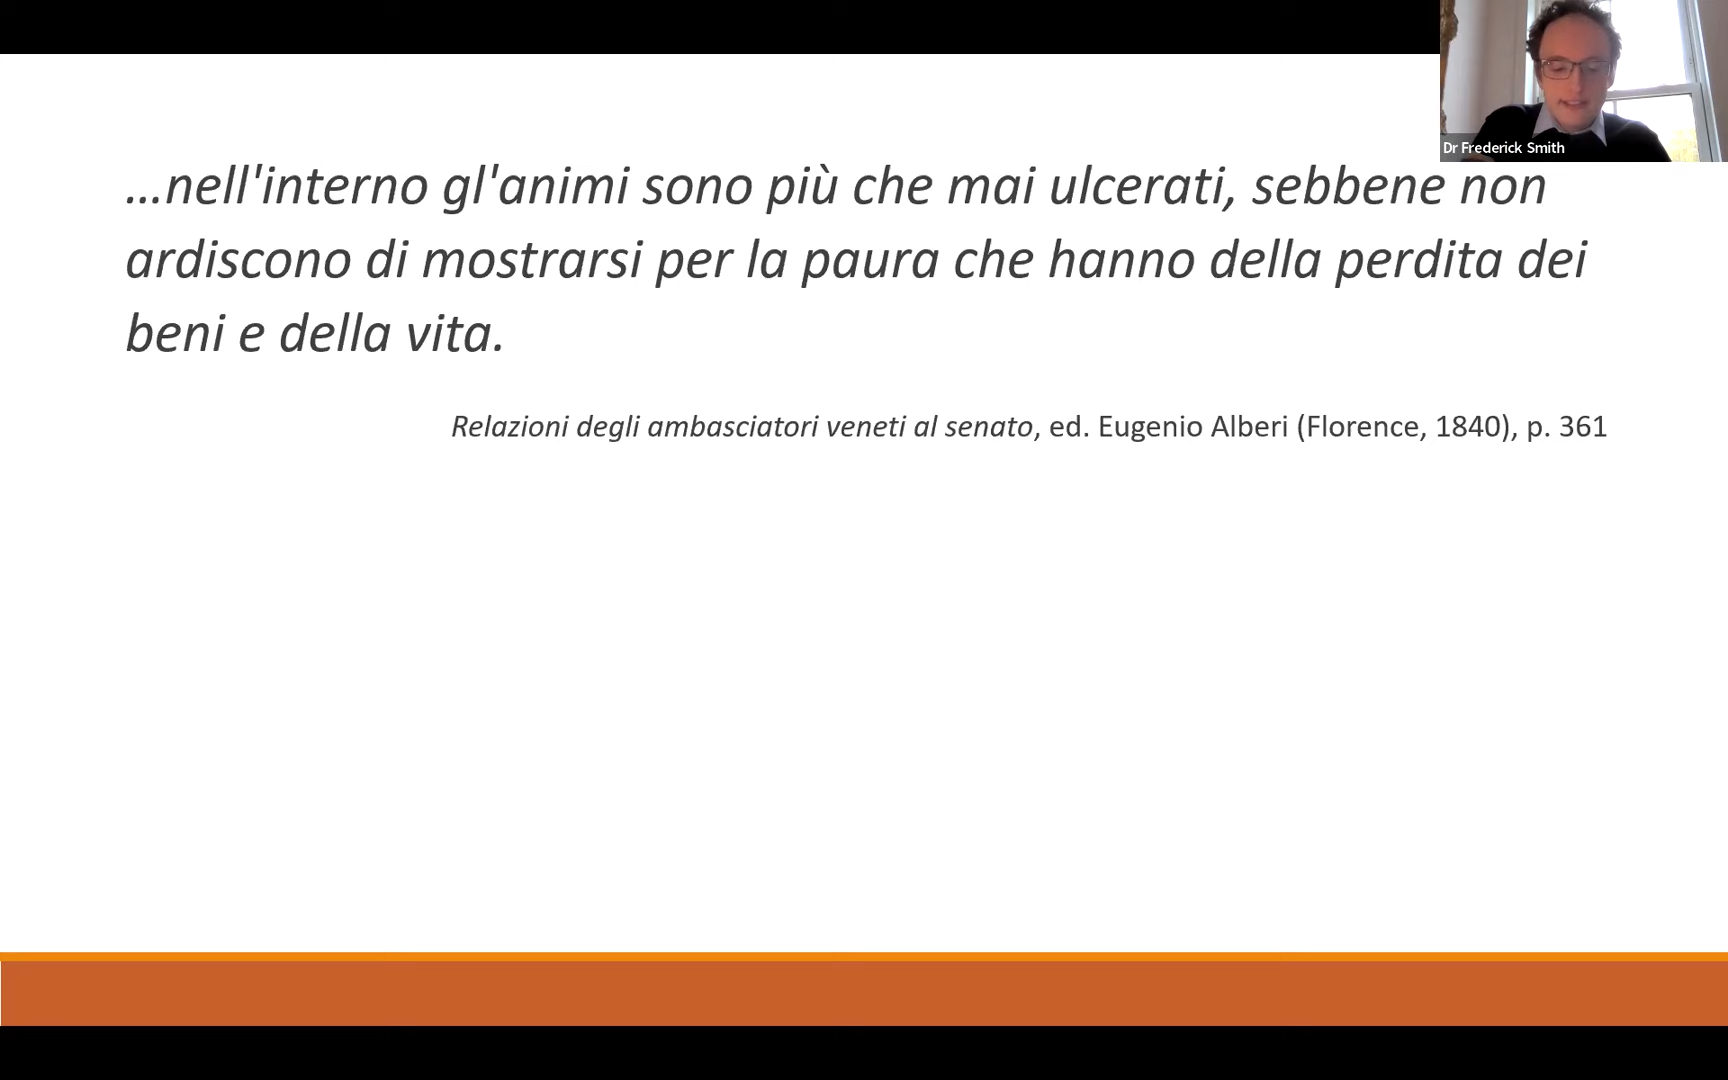 Dr Frederick Smith
...nell'interno gl'animi sono più che mai ulcerati, sebbene non
ardiscono di mostrarsi per la paura che hanno della perdita dei
beni e della vita.
Relazioni degli ambasciatori veneti al senato, ed. Eugenio Alberi (Florence, 1840), p. 361